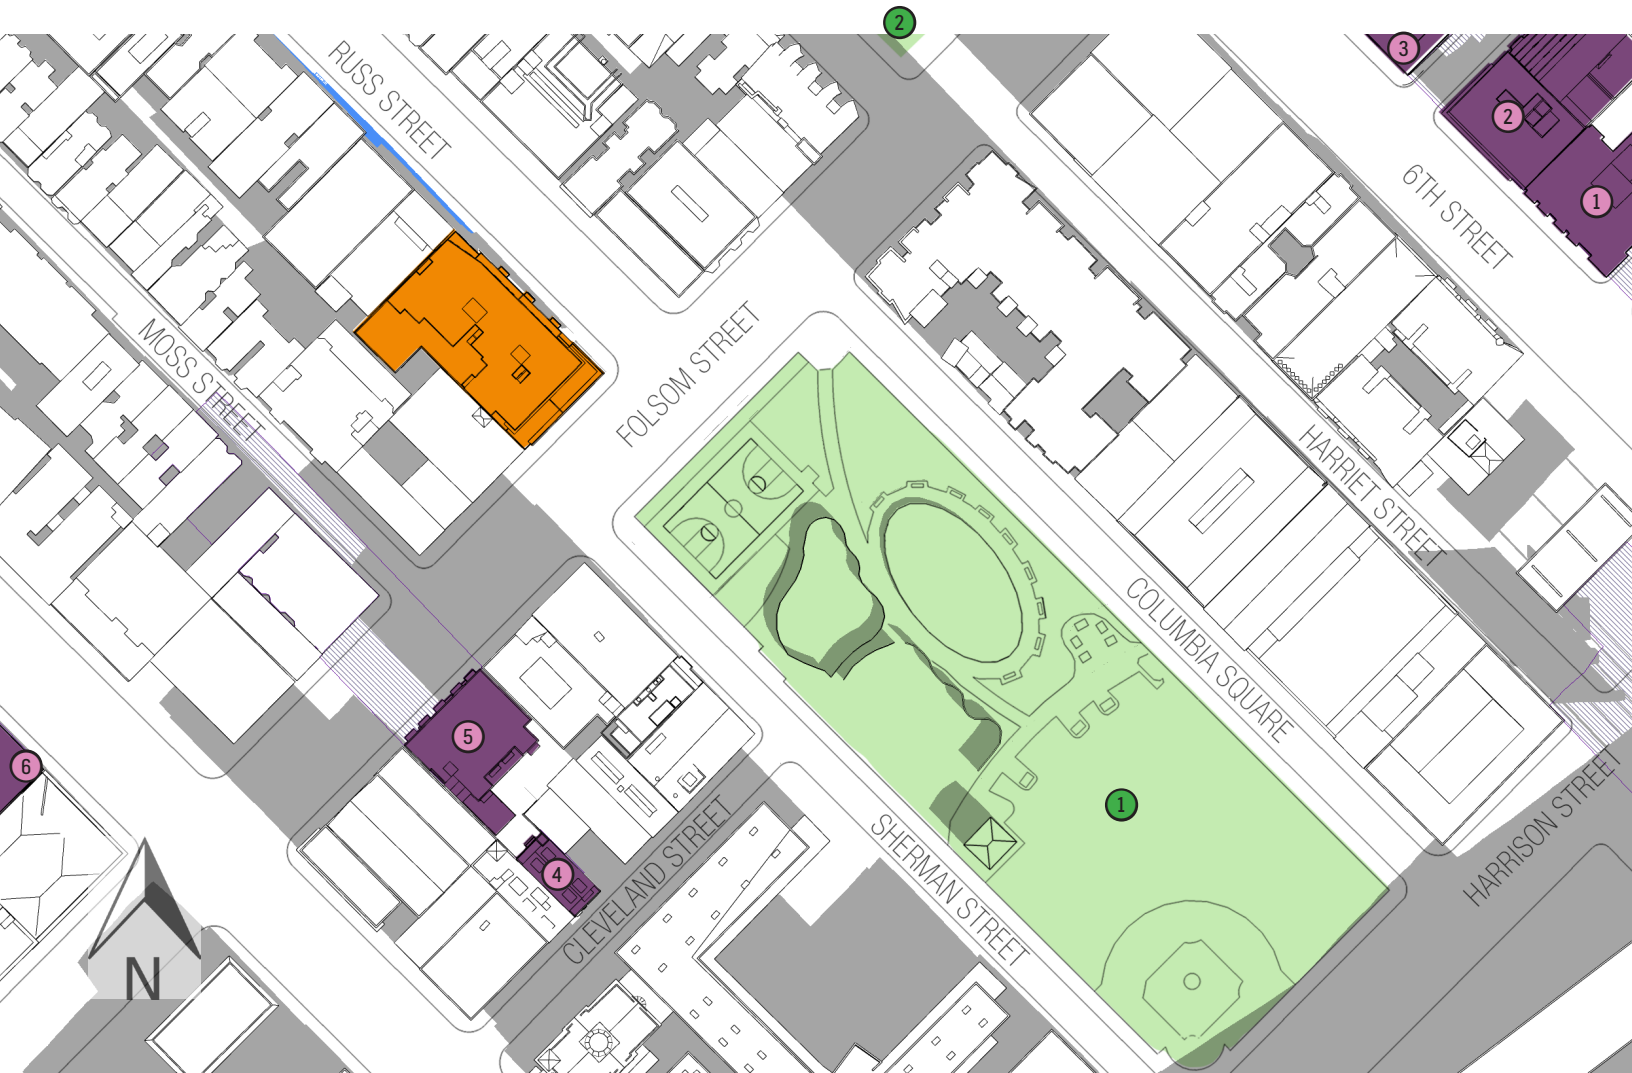 2
3
RUSS STREET
2
6TH STREET
1
MOSS STREET
FOLSOM STREET
HARRIET STREET
COLUMBIA SQUARE
5
6
1
HARRISON STREET
SHERMAN STREET
CLEVELAND STREET
4
N